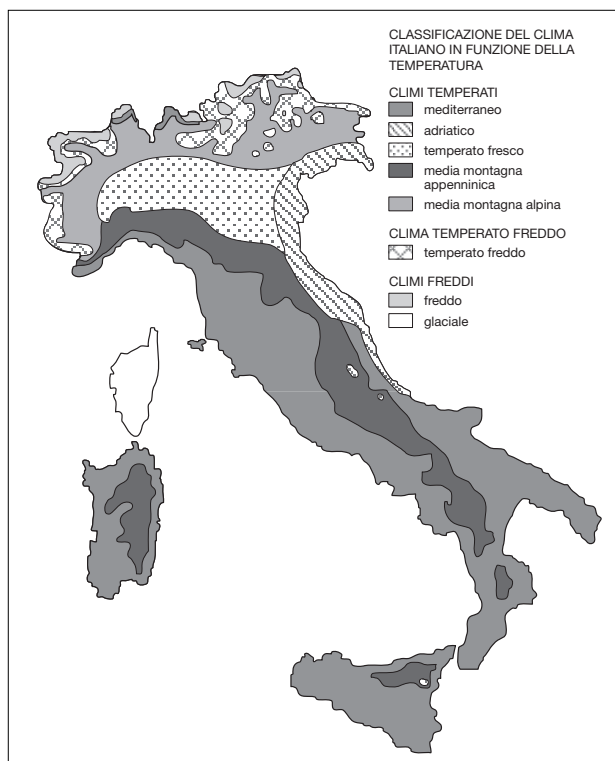 CLASSIFICAZIONE DEL CLIMA
ITALIANO IN FUNZIONE DELLA
TEMPERATURA
CLIMI TEMPERATI
mediterraneo
adriatico
temperato fresco
media montagna
appenninica
media montagna alpina
CLIMA TEMPERATO FREDDO
temperato freddo
CLIMI FREDDI
freddo
glaciale